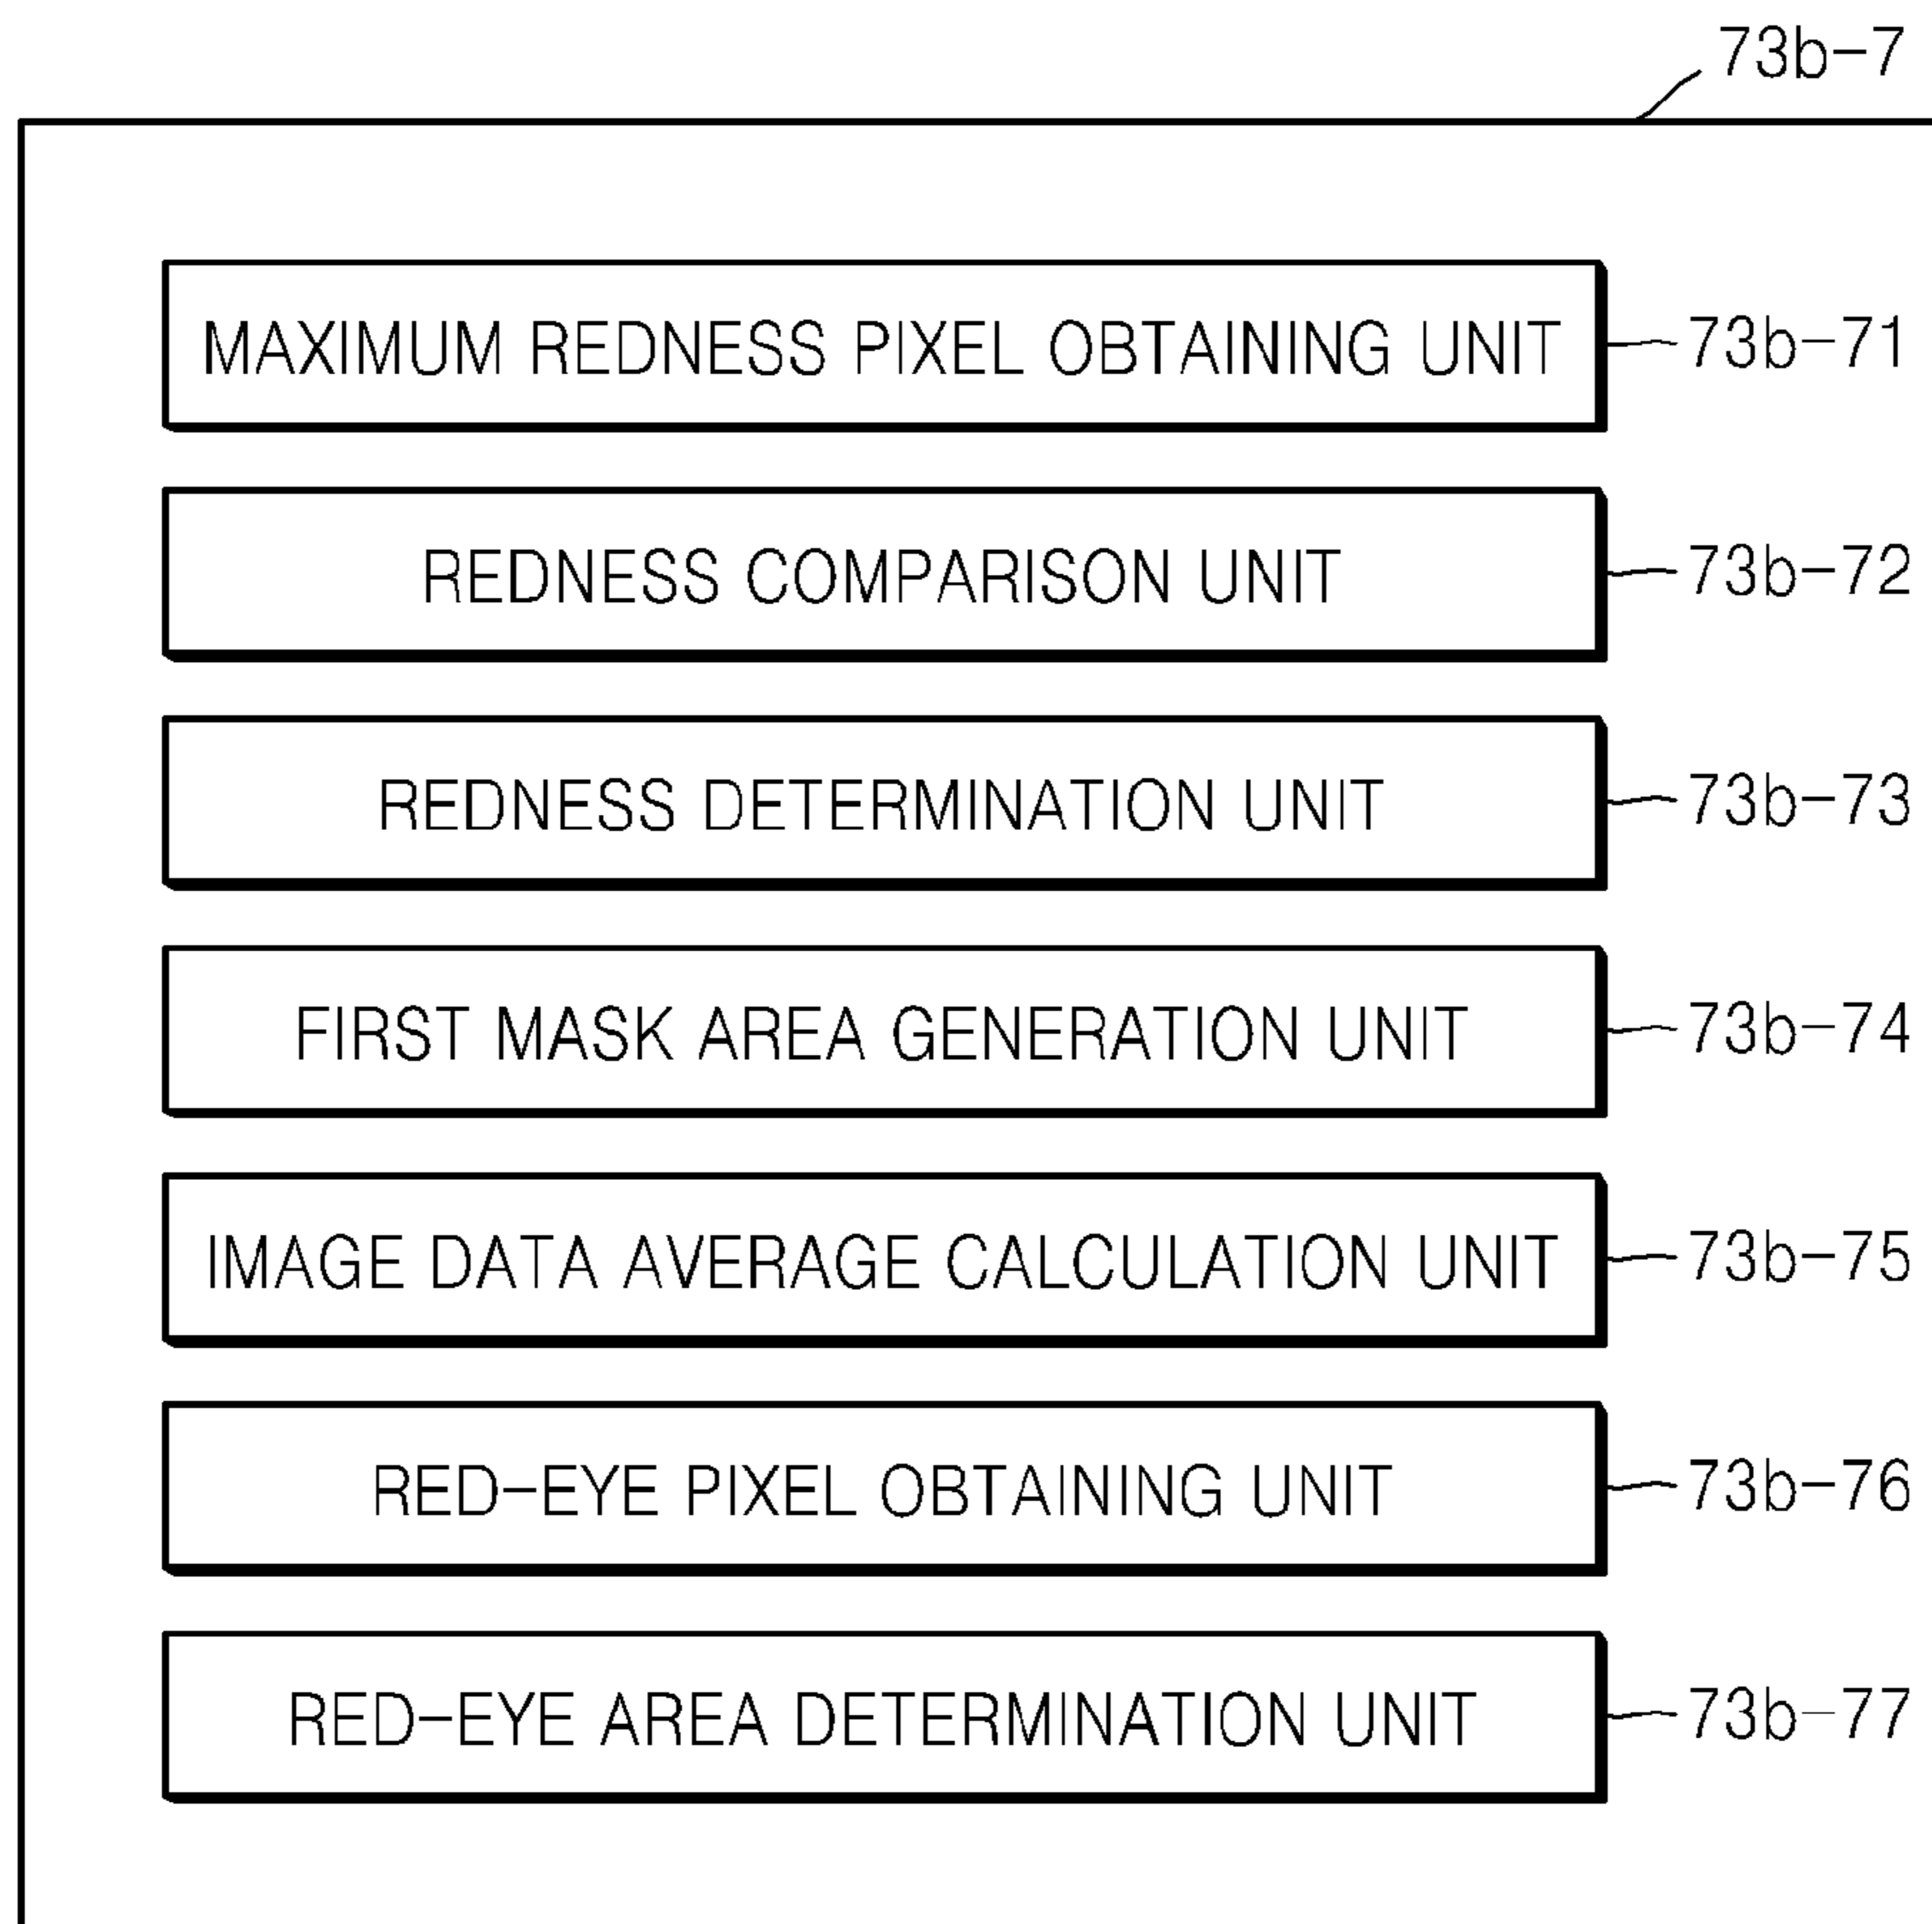 73b-7
MAXIMUM REDNESS PIXEL OBTAINING UNIT 73b-71
REDNESS COMPARISON UNIT 73b-72
REDNESS DETERMINATION UNIT 73b-73
FIRST MASK AREA GENERATION UNIT 73b-74
IMAGE DATA AVERAGE CALCULATION UNIT 73b-75
RED-EYE PIXEL OBTAINING UNIT 73b-76
RED-EYE AREA DETERMINATION UNIT 73b-77